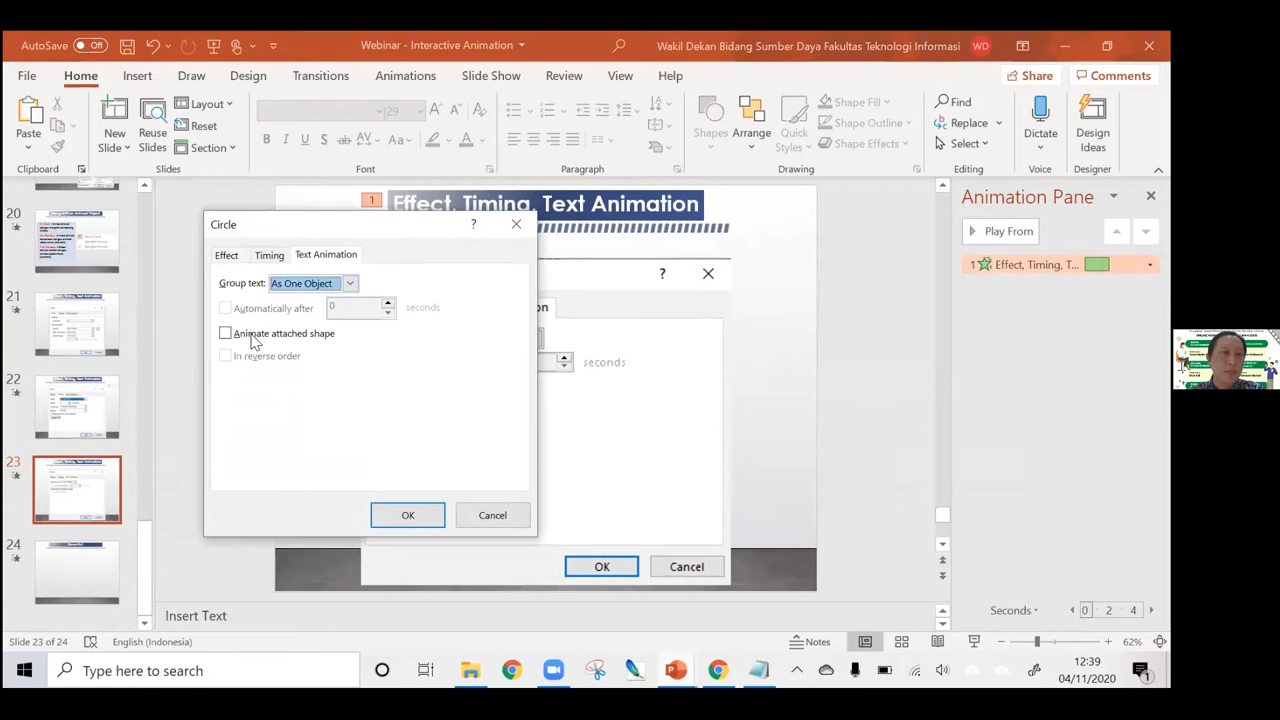 AutoSave Off
Webinar - Interactive Animation
Wakil Dekan Bidang Sumber Daya Fakultas Teknologi Informasi WD
File Home Insert Draw Design Transitions Animations Slide Show Review View Help Share Comments
Paste
Clipboard
New Slide
Reuse Slides
Layout
Reset
Section
Slides
29
B I U S ab AV Aa A
Font
Paragraph
Shapes
Arrange
Quick Styles
Shape Fill
Shape Outline
Shape Effects
Drawing
Find
Replace
Select
Editing
Dictate
Voice
Design Ideas
Designer
20
21
22
23
24
1
Effect, Timing, Text Animation
Circle
?
Effect Timing Text Animation
Group text: As One Object
Automatically after 0 seconds
Animate attached shape
In reverse order
OK Cancel
?
on
seconds
OK Cancel
Insert Text
Animation Pane
Play From
1 Effect, Timing, T...
Seconds 0 2 4
Slide 23 of 24 English (Indonesia) Notes 62%
Type here to search
12:39
04/11/2020
1